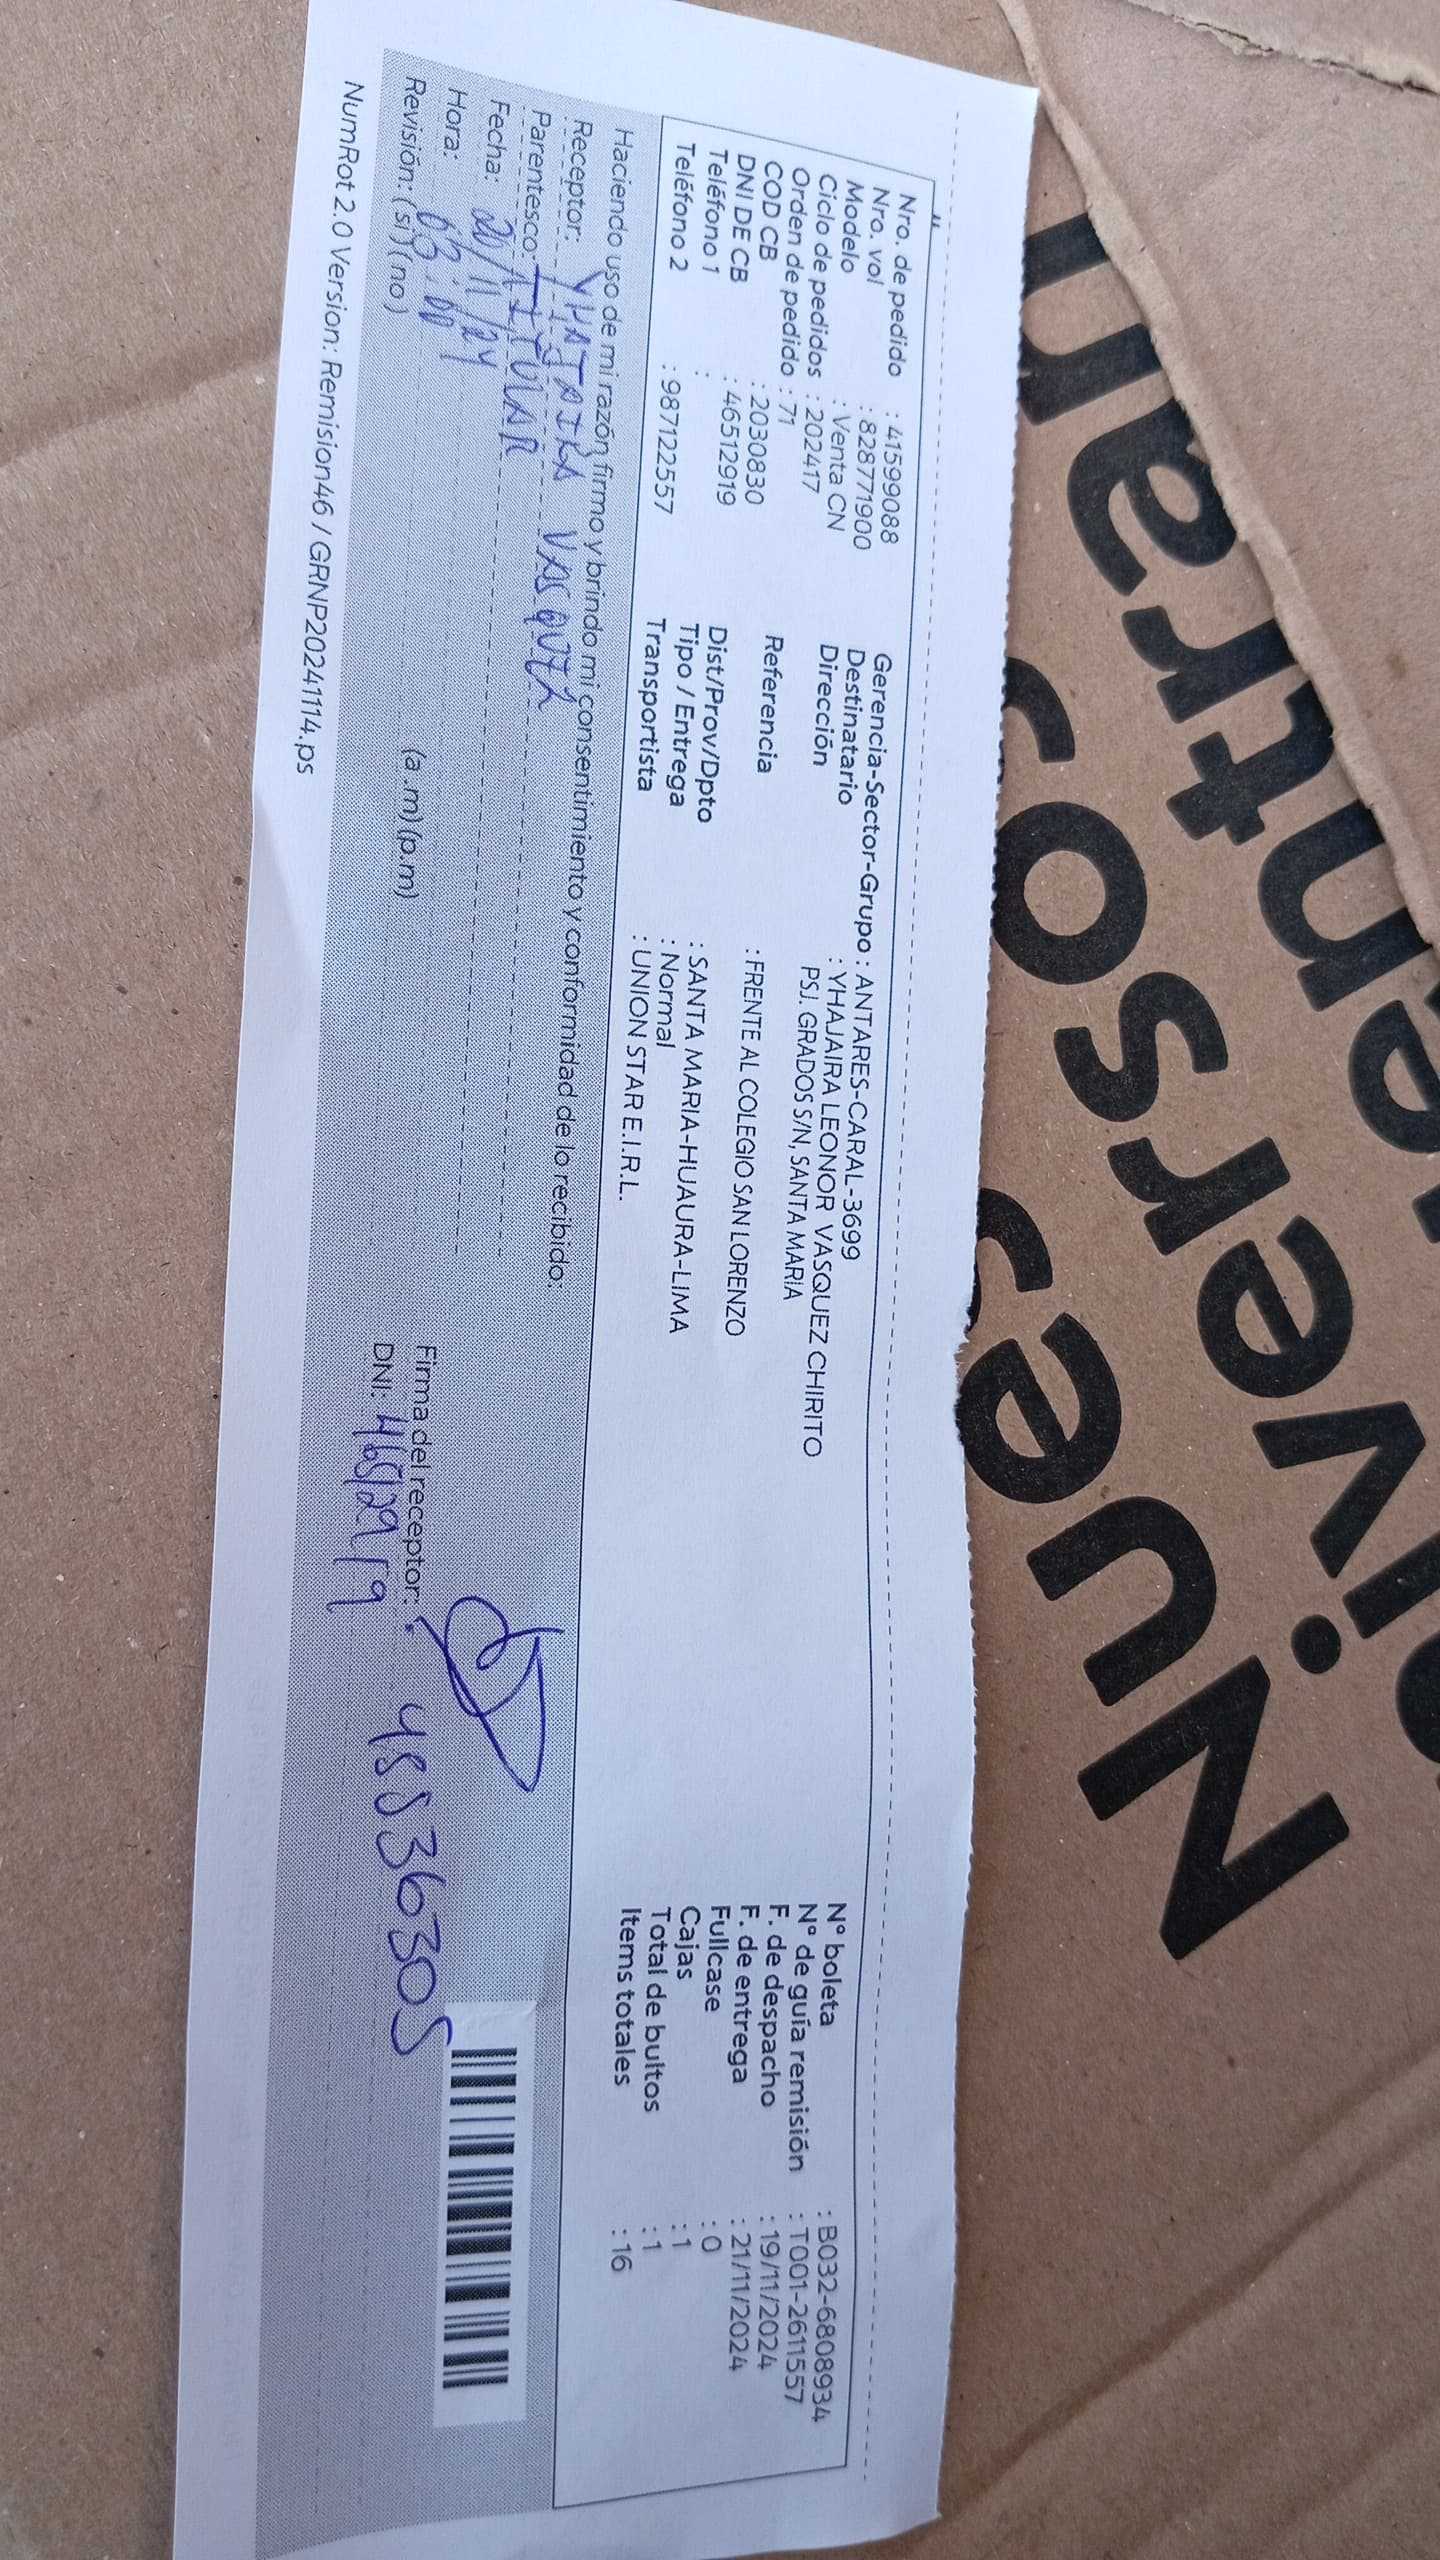 Nro. de pedido : 41599088
Nro. vol : 828771900
Modelo : Venta CN
Ciclo de pedidos : 202417
Orden de pedido : 71
COD CB : 2030830
DNI DE CB : 46512919
Teléfono 1 :
Teléfono 2 : 987122557
Gerencia-Sector-Grupo : ANTARES-CARAL-3699
Destinatario : YHAJAIRA LEONOR VASQUEZ CHIRITO
Dirección PSJ. GRADOS S/N, SANTA MARIA
Referencia : FRENTE AL COLEGIO SAN LORENZO
Dist/Prov/Dpto : SANTA MARIA-HUAURA-LIMA
Tipo / Entrega : Normal
Transportista : UNION STAR E.I.R.L.
Nº boleta : B032-6808934
Nº de guía remisión : T001-2611557
F. de despacho : 19/11/2024
F. de entrega : 21/11/2024
Fullcase : 0
Cajas : 1
Total de bultos : 1
Items totales : 16
Haciendo uso de mi razón firmo y brindo mi consentimiento y conformidad de lo recibido:
Receptor: YHAJAIRA VASQUEZ
Parentesco: TITULAR
Fecha: 20/11/24
Hora: 03:00 (a.m) (p.m)
Revisión: (si) (no)
Firma del receptor:
DNI: 46512919
45536305
NumRot 2.0 Version: Remision46 / GRNP20241114.ps